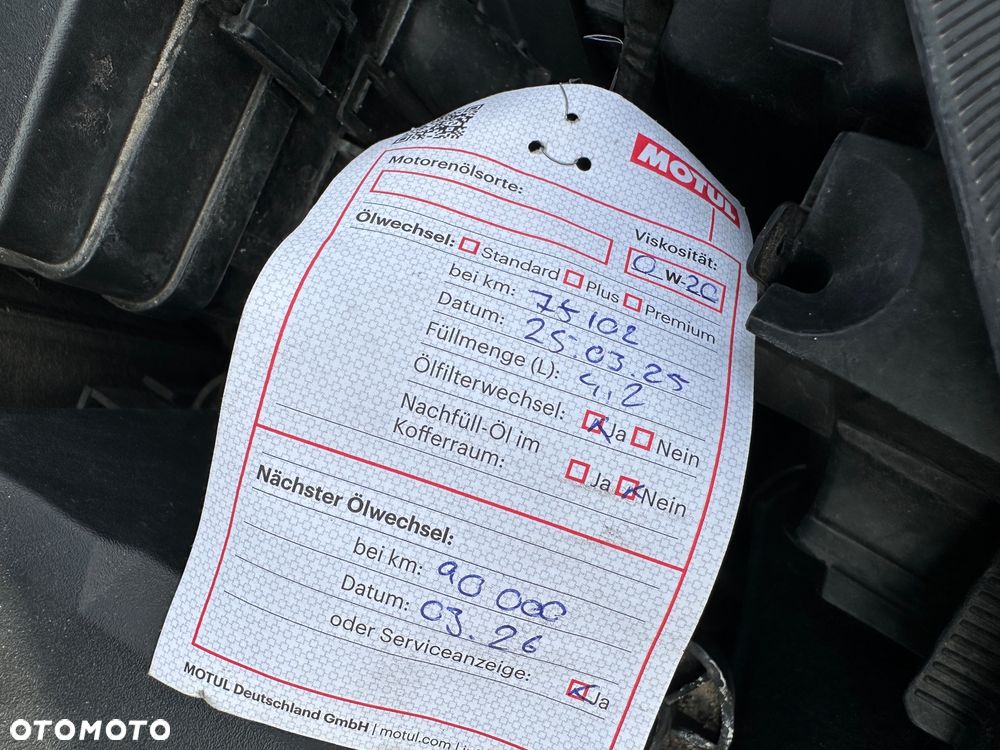 MOTUL
Motorenölsorte:
Viskosität:
0 W-20
Ölwechsel: Standard Plus Premium
bei km: 75 102
Datum: 25.03.25
Füllmenge (L): 4,2
Ölfilterwechsel: Ja Nein
Nachfüll-Öl im
Kofferraum: Ja Nein
Nächster Ölwechsel:
bei km: 90 000
Datum: 03.26
oder Serviceanzeige: Ja
MOTUL Deutschland GmbH | motul.com |
OTOMOTO